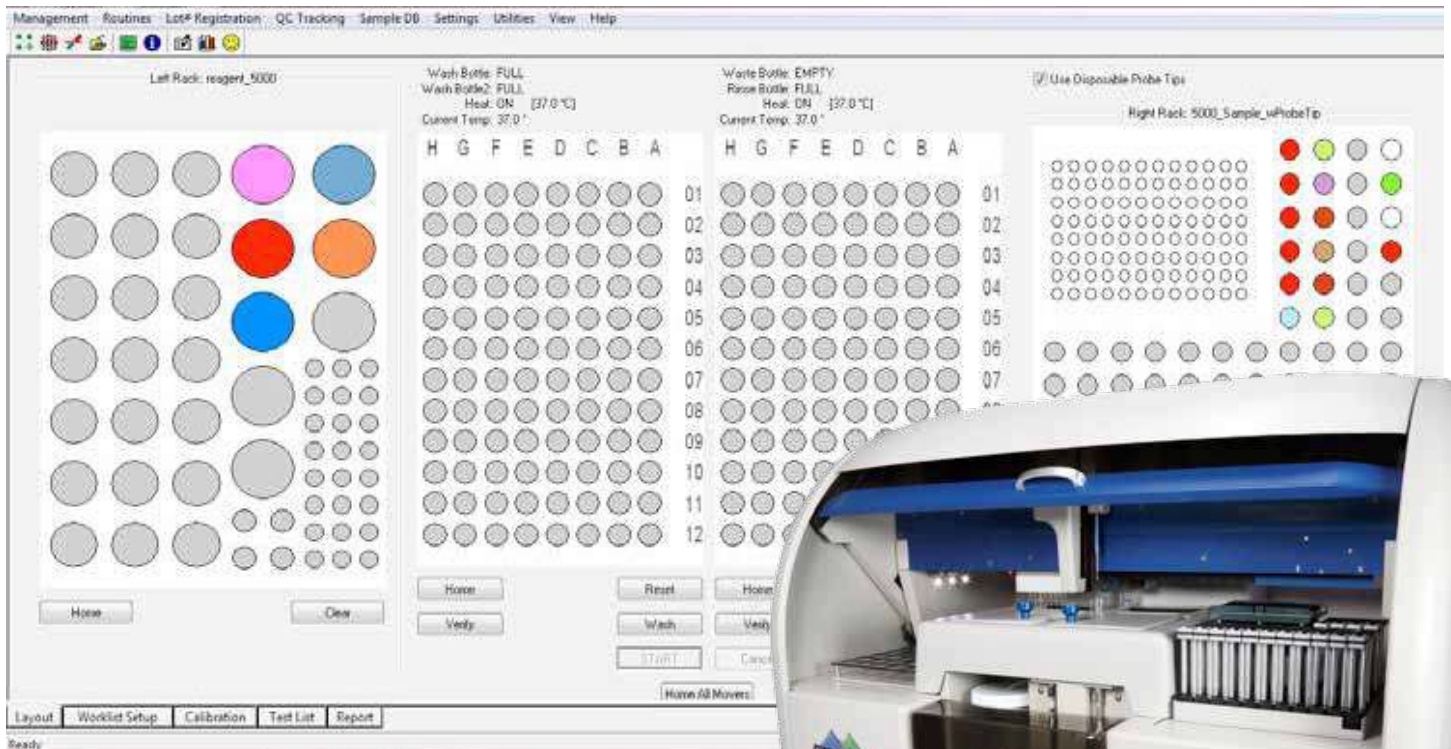 Management Routines Lot# Registration QC Tracking Sample DB Settings Utilities View Help
Left Rack: reagent_5000
Wash Bottle: FULL
Wash Bottle2: FULL
Heat: ON [37.0 °C]
Current Temp: 37.0 °
Waste Bottle: EMPTY
Rinse Bottle: FULL
Heat: ON [37.0 °C]
Current Temp: 37.0 °
Use Disposable Probe Tips
Right Rack: 5000_Sample_wProbeTip
H G F E D C B A
H G F E D C B A
01 01
02 02
03 03
04 04
05 05
06 06
07 07
08
09
10
11
12
Home Clear
Home Reset Home
Verify Wash Verify
START Cancel
Home All Movers
Layout Worklist Setup Calibration Test List Report
Ready